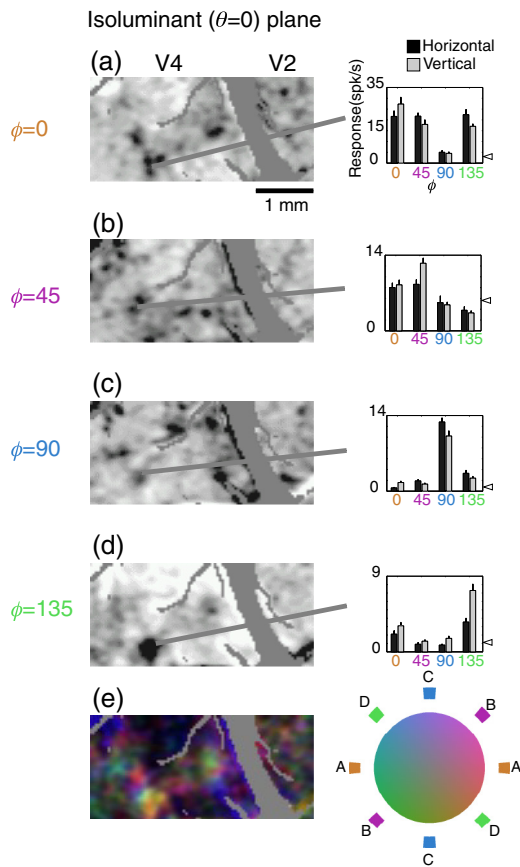 Isoluminant (θ=0) plane
Horizontal
Vertical
(a) V4 V2
ϕ=0
Response(spk/s)
35
15
0
0 45 90 135
ϕ
1 mm
(b)
ϕ=45
14
0
0 45 90 135
(c)
ϕ=90
14
0
0 45 90 135
(d)
ϕ=135
9
0
0 45 90 135
(e)
C
D B
A A
B D
C